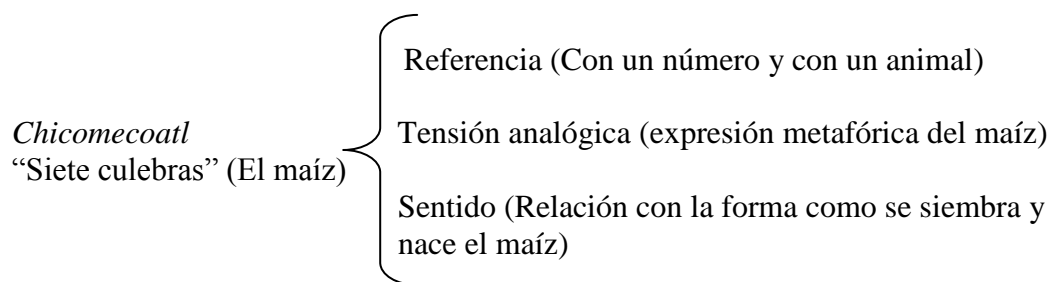 Referencia (Con un número y con un animal)
Chicomecoatl
“Siete culebras” (El maíz)
Tensión analógica (expresión metafórica del maíz)
Sentido (Relación con la forma como se siembra y
nace el maíz)